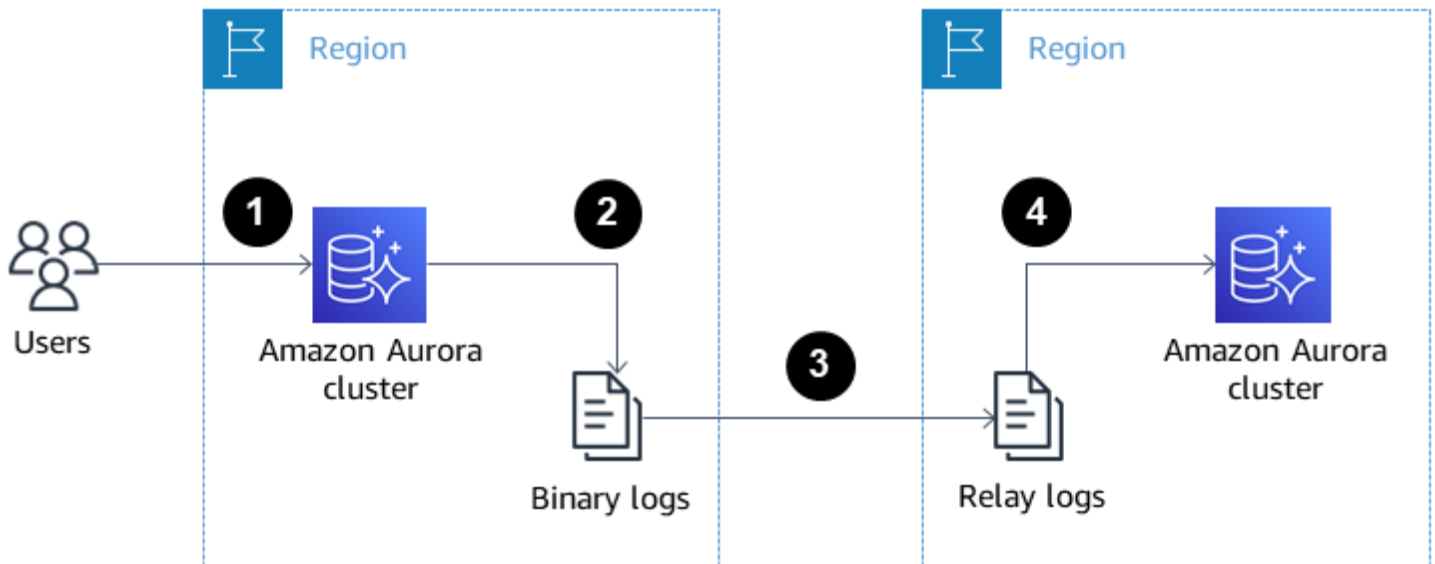 Region
Region
1
2
4
Users
Amazon Aurora
cluster
Amazon Aurora
cluster
3
Binary logs
Relay logs